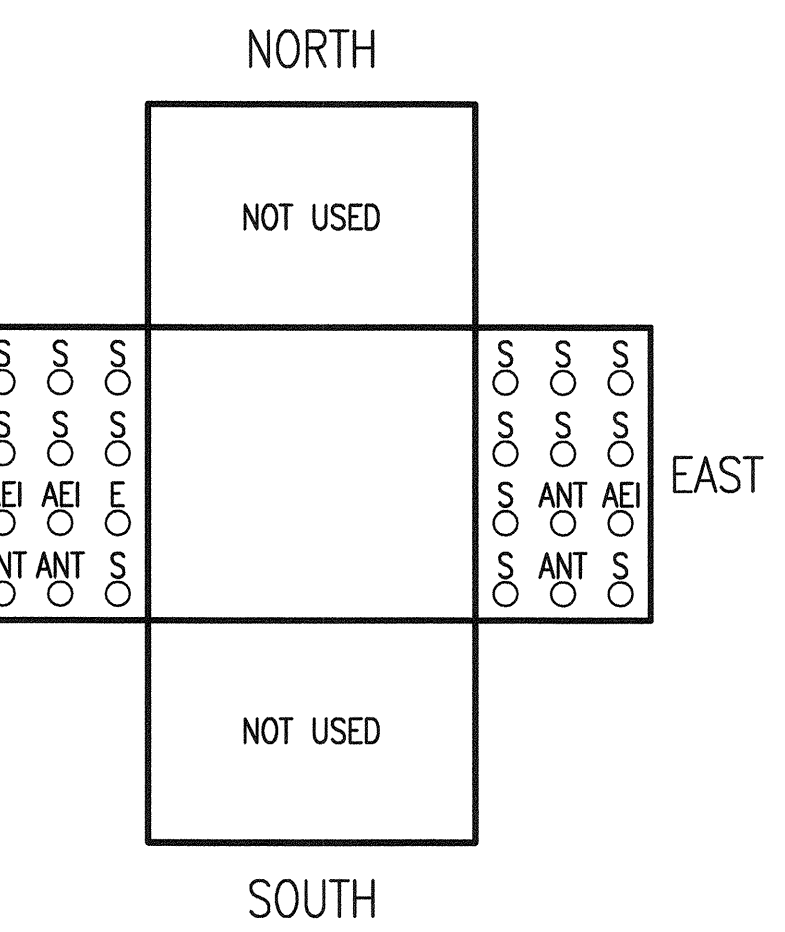 NORTH
NOT USED
S S S S S S
S S S S S S
AEI E S ANT AEI
ANT S S ANT S
EAST
NOT USED
SOUTH